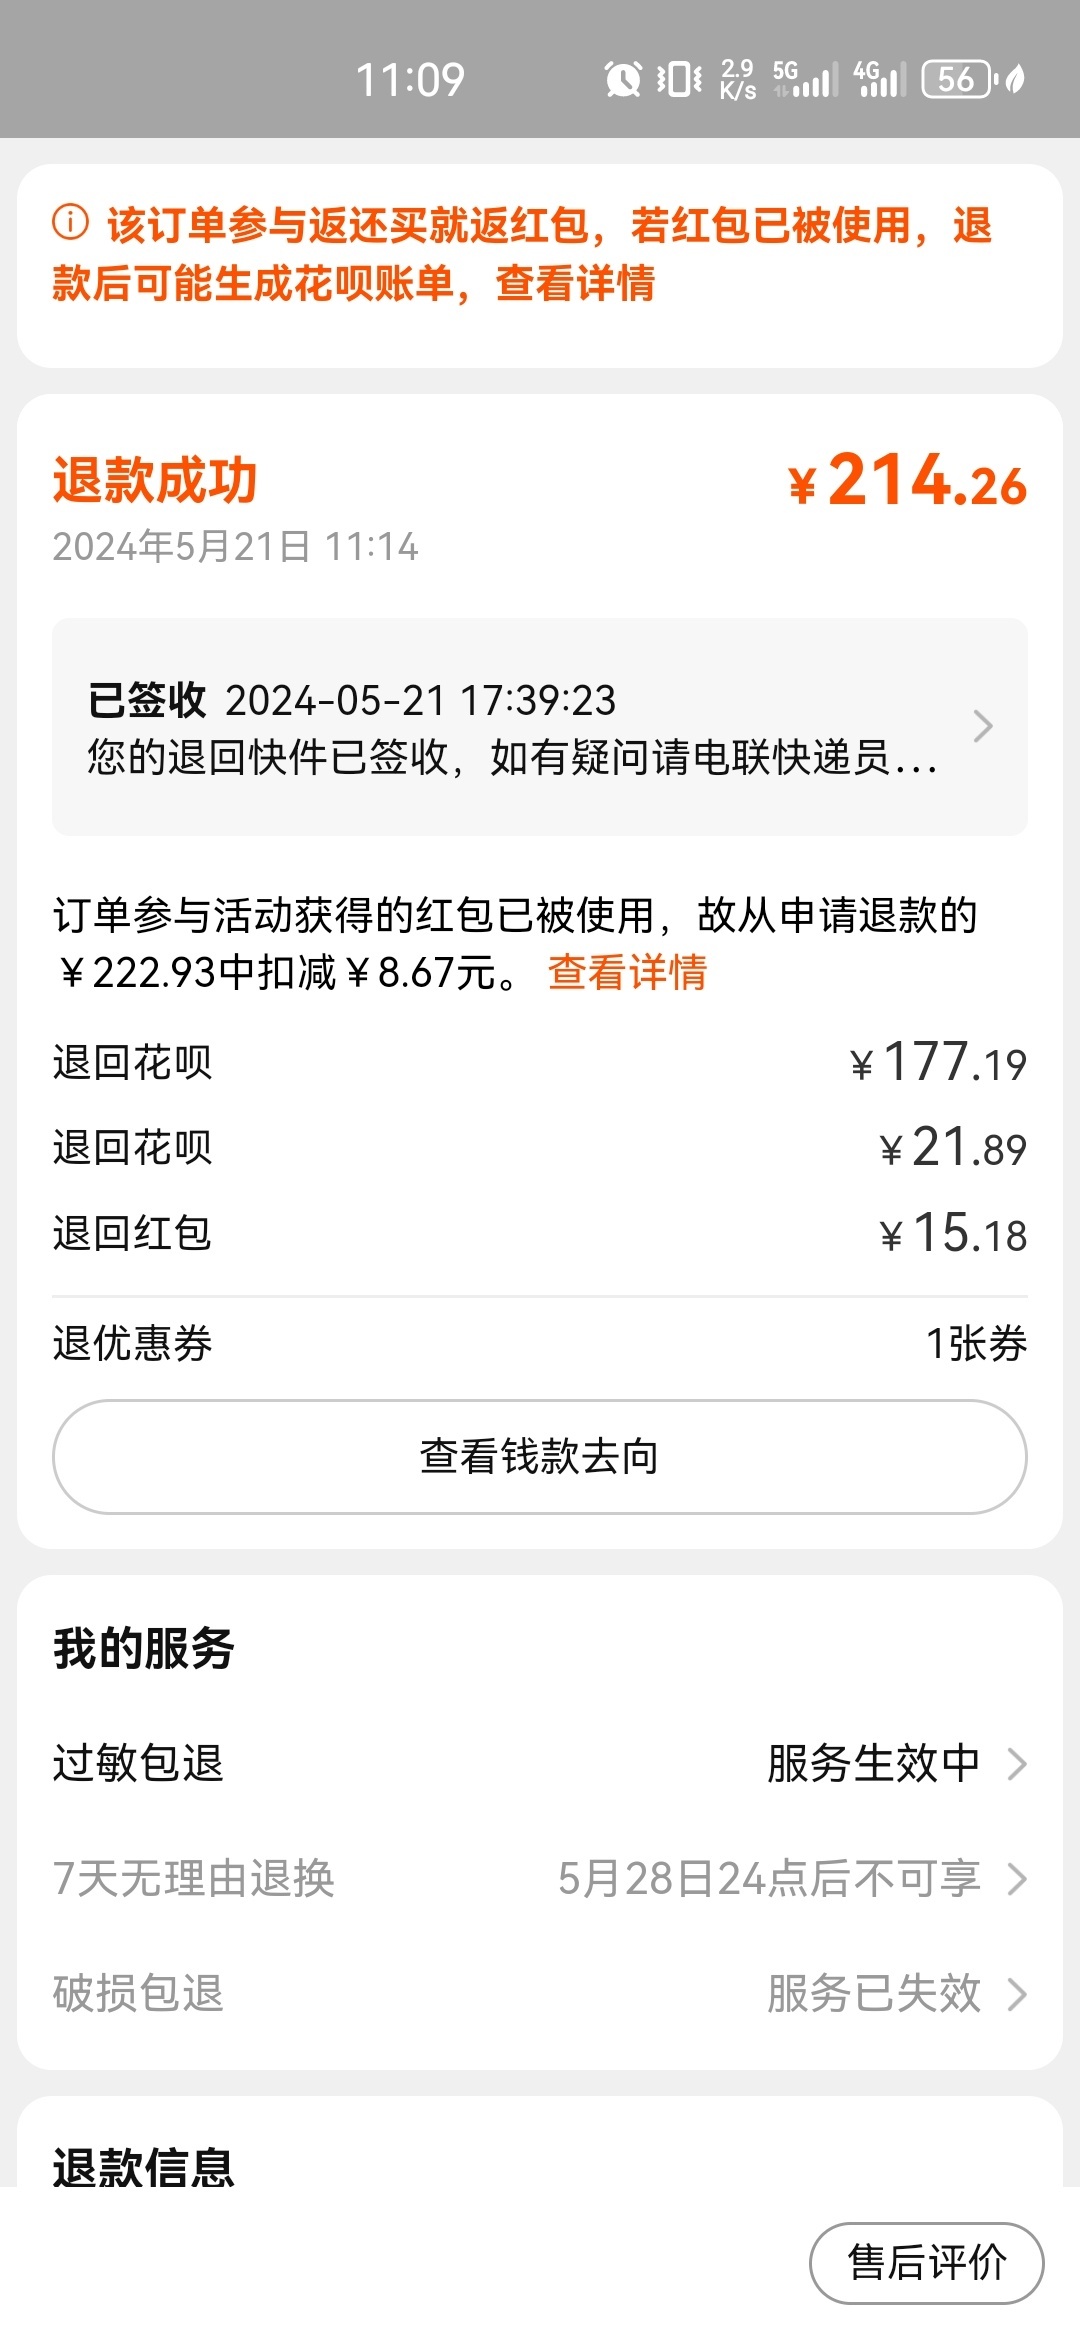 11:09
2.9 K/s 5G 4G 56
该订单参与返还买就返红包，若红包已被使用，退
款后可能生成花呗账单，查看详情
退款成功 ￥214.26
2024年5月21日 11:14
已签收 2024-05-21 17:39:23
您的退回快件已签收，如有疑问请电联快递员...
订单参与活动获得的红包已被使用，故从申请退款的
￥222.93中扣减￥8.67元。 查看详情
退回花呗 ￥177.19
退回花呗 ￥21.89
退回红包 ￥15.18
退优惠券 1张券
查看钱款去向
我的服务
过敏包退 服务生效中
7天无理由退换 5月28日24点后不可享
破损包退 服务已失效
退款信息
售后评价